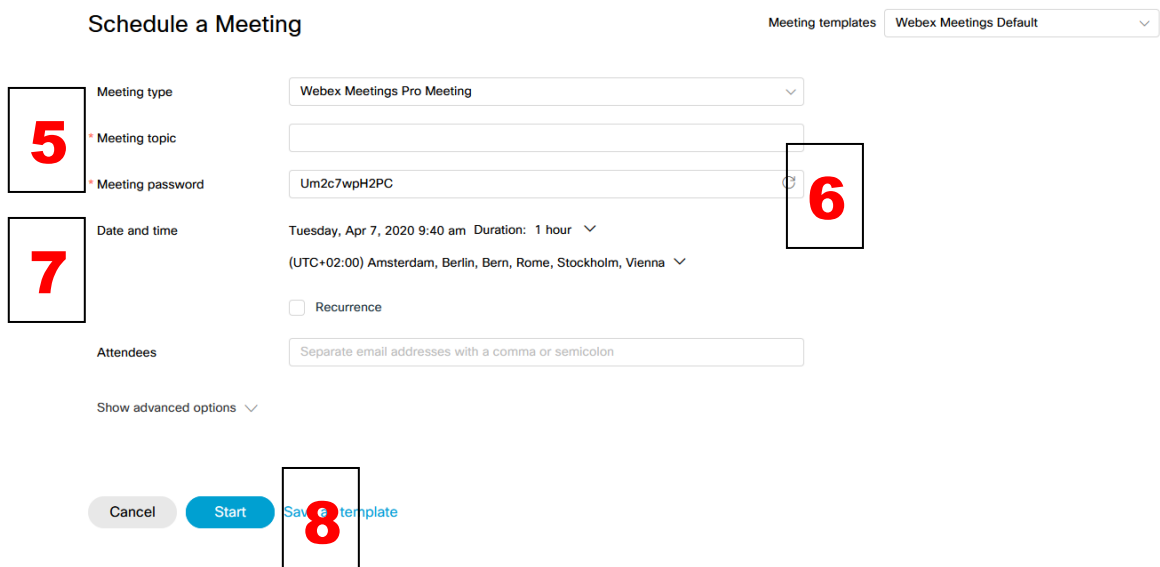 Schedule a Meeting
Meeting templates Webex Meetings Default
Meeting type Webex Meetings Pro Meeting
5
* Meeting topic
* Meeting password Um2c7wpH2PC
6
7
Date and time Tuesday, Apr 7, 2020 9:40 am Duration: 1 hour
(UTC+02:00) Amsterdam, Berlin, Bern, Rome, Stockholm, Vienna
Recurrence
Attendees Separate email addresses with a comma or semicolon
Show advanced options
Cancel Start Save as template
8